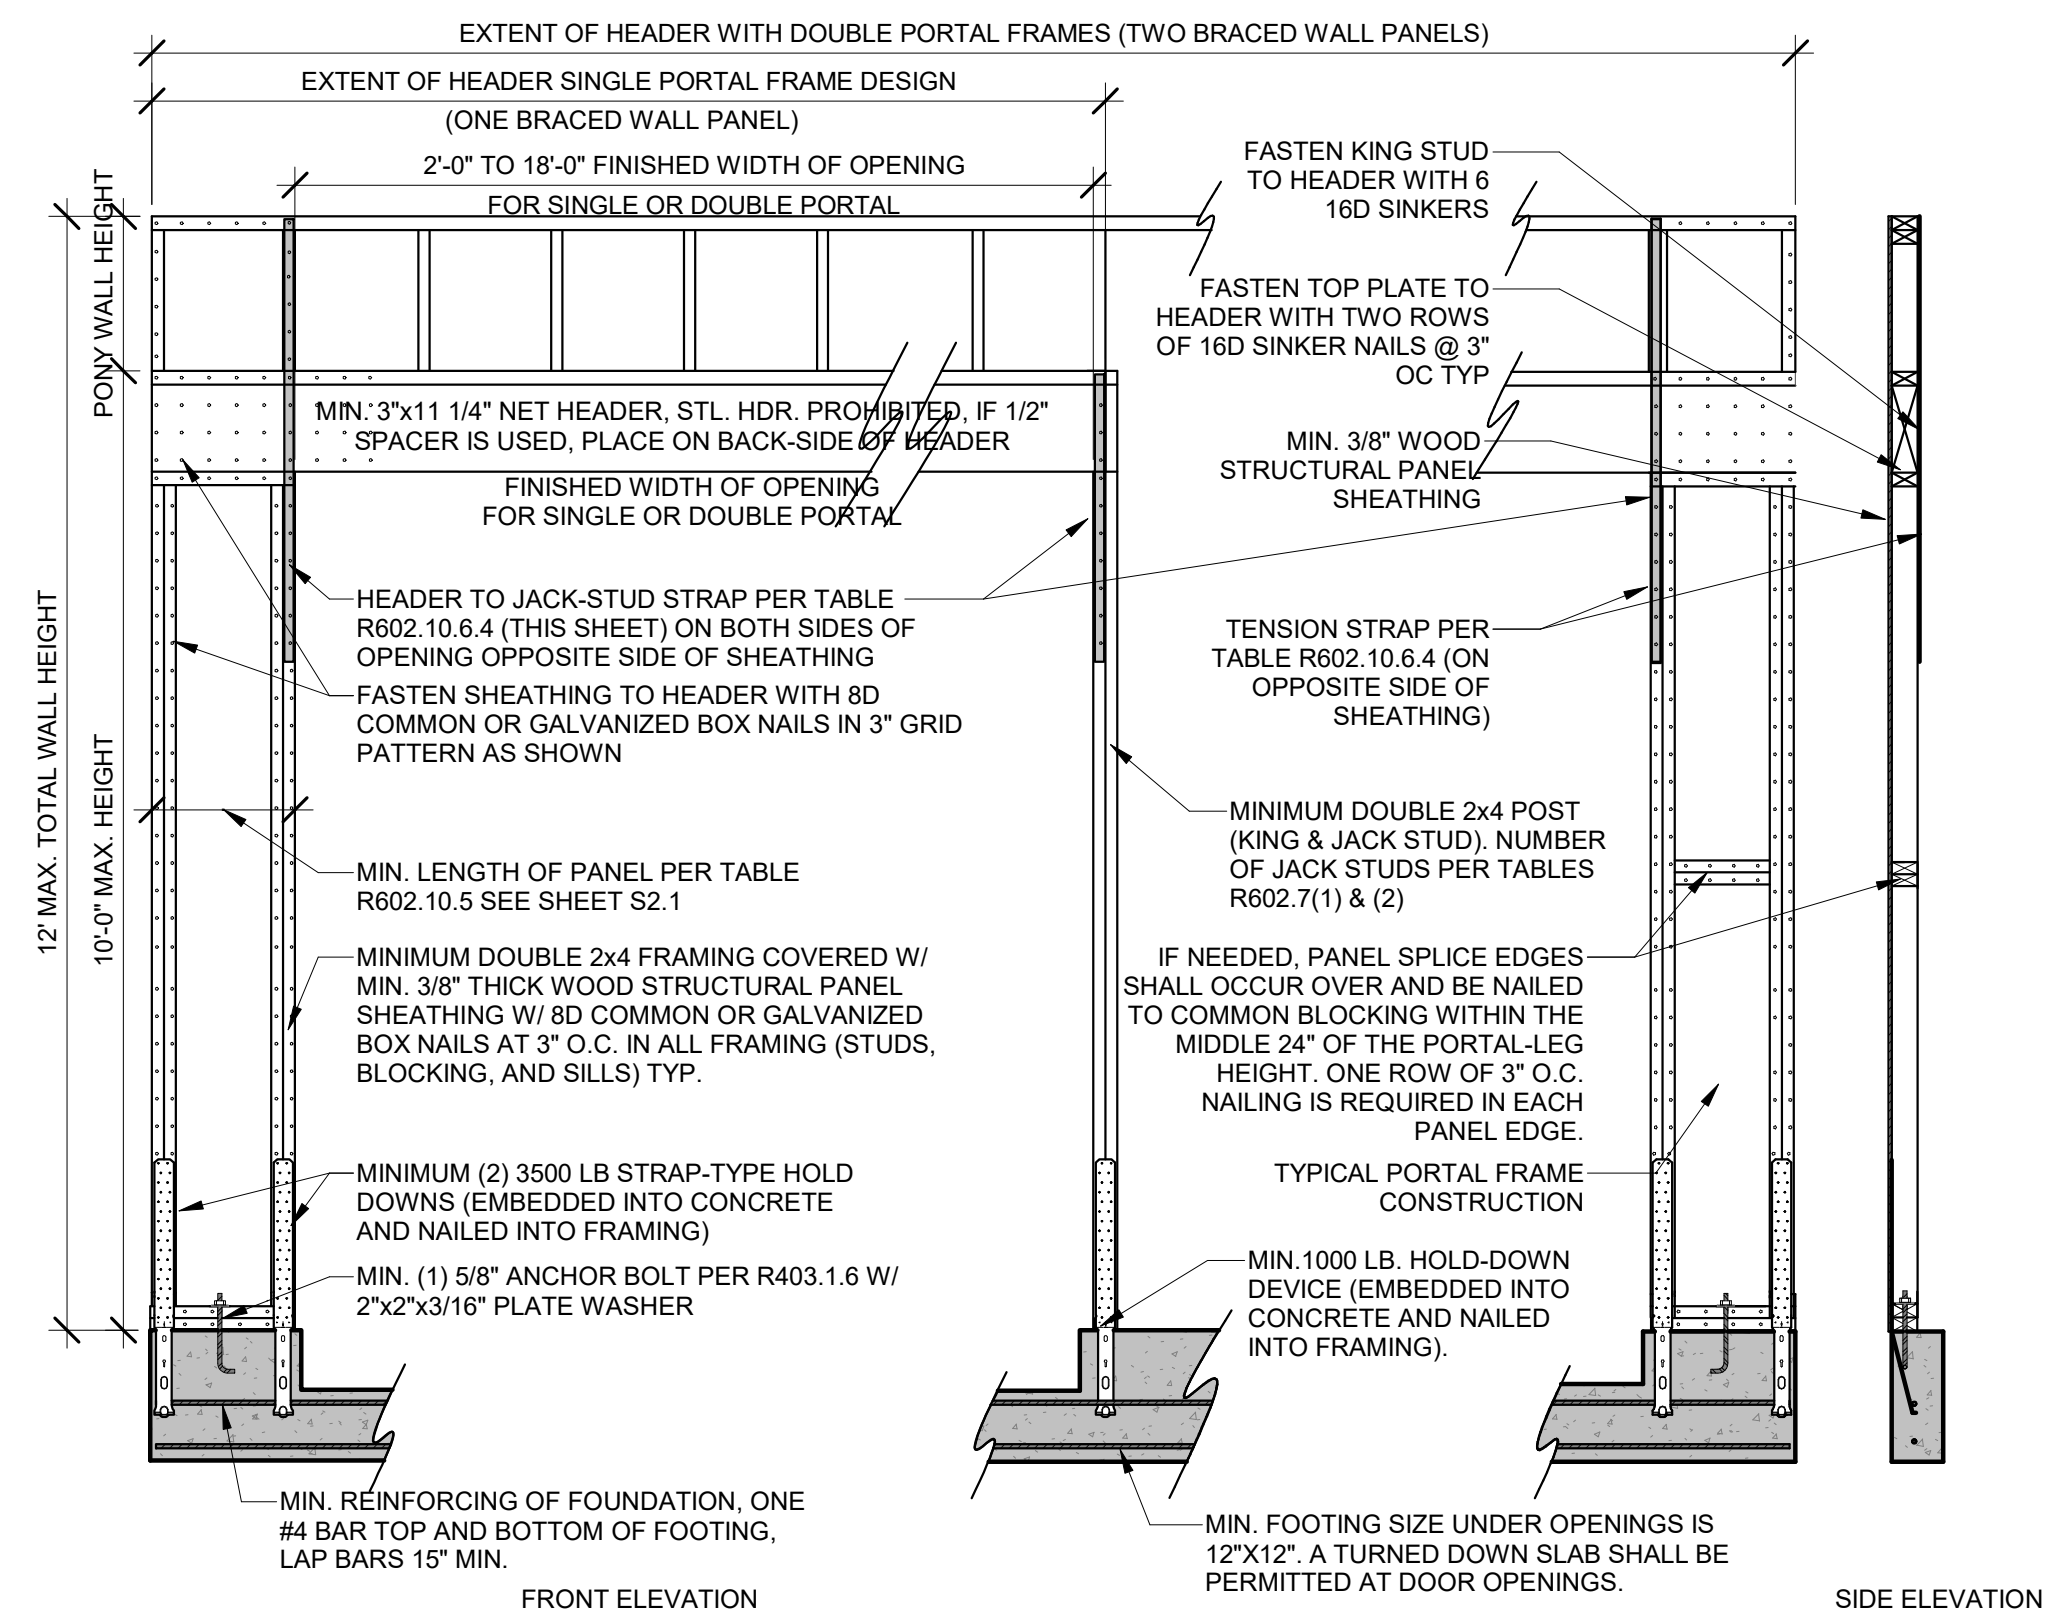 EXTENT OF HEADER WITH DOUBLE PORTAL FRAMES (TWO BRACED WALL PANELS)
EXTENT OF HEADER SINGLE PORTAL FRAME DESIGN
(ONE BRACED WALL PANEL)
2'-0" TO 18'-0" FINISHED WIDTH OF OPENING
FOR SINGLE OR DOUBLE PORTAL
FASTEN KING STUD
TO HEADER WITH 6
16D SINKERS
PONY WALL HEIGHT
FASTEN TOP PLATE TO
HEADER WITH TWO ROWS
OF 16D SINKER NAILS @ 3"
OC TYP
MIN. 3"x11 1/4" NET HEADER, STL. HDR. PROHIBITED, IF 1/2"
SPACER IS USED, PLACE ON BACK-SIDE OF HEADER
MIN. 3/8" WOOD
STRUCTURAL PANEL
SHEATHING
FINISHED WIDTH OF OPENING
FOR SINGLE OR DOUBLE PORTAL
12' MAX. TOTAL WALL HEIGHT
10'-0" MAX. HEIGHT
HEADER TO JACK-STUD STRAP PER TABLE
R602.10.6.4 (THIS SHEET) ON BOTH SIDES OF
OPENING OPPOSITE SIDE OF SHEATHING
TENSION STRAP PER
TABLE R602.10.6.4 (ON
OPPOSITE SIDE OF
SHEATHING)
FASTEN SHEATHING TO HEADER WITH 8D
COMMON OR GALVANIZED BOX NAILS IN 3" GRID
PATTERN AS SHOWN
MINIMUM DOUBLE 2x4 POST
(KING & JACK STUD). NUMBER
OF JACK STUDS PER TABLES
R602.7(1) & (2)
MIN. LENGTH OF PANEL PER TABLE
R602.10.5 SEE SHEET S2.1
MINIMUM DOUBLE 2x4 FRAMING COVERED W/
MIN. 3/8" THICK WOOD STRUCTURAL PANEL
SHEATHING W/ 8D COMMON OR GALVANIZED
BOX NAILS AT 3" O.C. IN ALL FRAMING (STUDS,
BLOCKING, AND SILLS) TYP.
IF NEEDED, PANEL SPLICE EDGES
SHALL OCCUR OVER AND BE NAILED
TO COMMON BLOCKING WITHIN THE
MIDDLE 24" OF THE PORTAL-LEG
HEIGHT. ONE ROW OF 3" O.C.
NAILING IS REQUIRED IN EACH
PANEL EDGE.
MINIMUM (2) 3500 LB STRAP-TYPE HOLD
DOWNS (EMBEDDED INTO CONCRETE
AND NAILED INTO FRAMING)
TYPICAL PORTAL FRAME
CONSTRUCTION
MIN. (1) 5/8" ANCHOR BOLT PER R403.1.6 W/
2"x2"x3/16" PLATE WASHER
MIN.1000 LB. HOLD-DOWN
DEVICE (EMBEDDED INTO
CONCRETE AND NAILED
INTO FRAMING).
MIN. REINFORCING OF FOUNDATION, ONE
#4 BAR TOP AND BOTTOM OF FOOTING,
LAP BARS 15" MIN.
MIN. FOOTING SIZE UNDER OPENINGS IS
12"X12". A TURNED DOWN SLAB SHALL BE
PERMITTED AT DOOR OPENINGS.
FRONT ELEVATION
SIDE ELEVATION